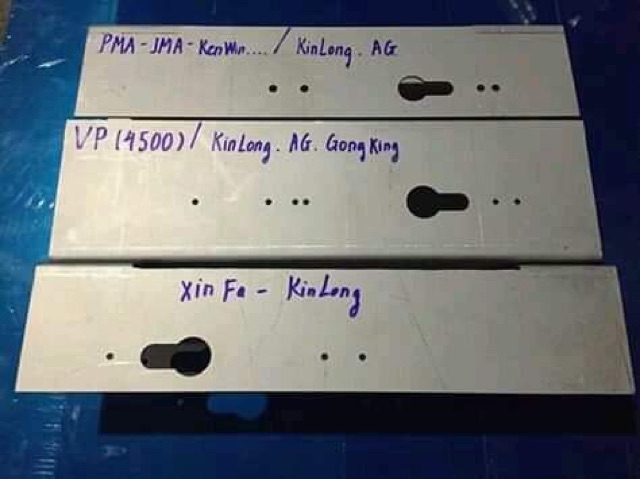 PMA - JMA - KenWin.... / KinLong. AG
VP (4500) / KinLong. AG. GongKing
Xin Fa - KinLong